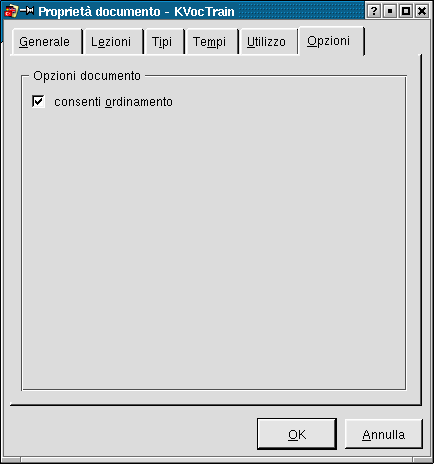 Proprietà documento - KVocTrain
Generale Lezioni Tipi Tempi Utilizzo Opzioni
Opzioni documento
consenti ordinamento
OK Annulla